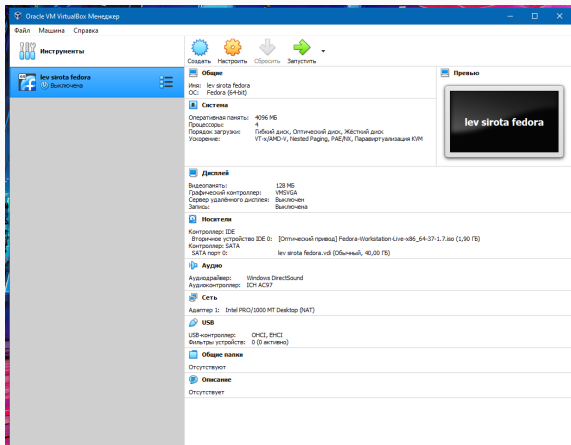 Oracle VM VirtualBox Менеджер
Файл Машина Справка
Инструменты
Создать Настроить Сбросить Запустить
64
lev sirota fedora
Выключена
Общие
Имя: lev sirota fedora
ОС: Fedora (64-bit)
Превью
lev sirota fedora
Система
Оперативная память: 4096 МБ
Процессоры: 4
Порядок загрузки: Гибкий диск, Оптический диск, Жёсткий диск
Ускорение: VT-x/AMD-V, Nested Paging, PAE/NX, Паравиртуализация KVM
Дисплей
Видеопамять: 128 МБ
Графический контроллер: VMSVGA
Сервер удалённого дисплея: Выключен
Запись: Выключена
Носители
Контроллер: IDE
Вторичное устройство IDE 0: [Оптический привод] Fedora-Workstation-Live-x86_64-37-1.7.iso (1,90 ГБ)
Контроллер: SATA
SATA порт 0: lev sirota fedora.vdi (Обычный, 40,00 ГБ)
Аудио
Аудиодрайвер: Windows DirectSound
Аудиоконтроллер: ICH AC97
Сеть
Адаптер 1: Intel PRO/1000 MT Desktop (NAT)
USB
USB-контроллер: OHCI, EHCI
Фильтры устройств: 0 (0 активно)
Общие папки
Отсутствуют
Описание
Отсутствует